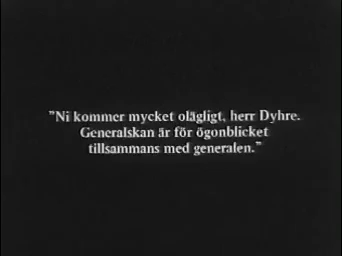 "Ni kommer mycket olägligt, herr Dyhre.
Generalskan är för ögonblicket
tillsammans med generalen."